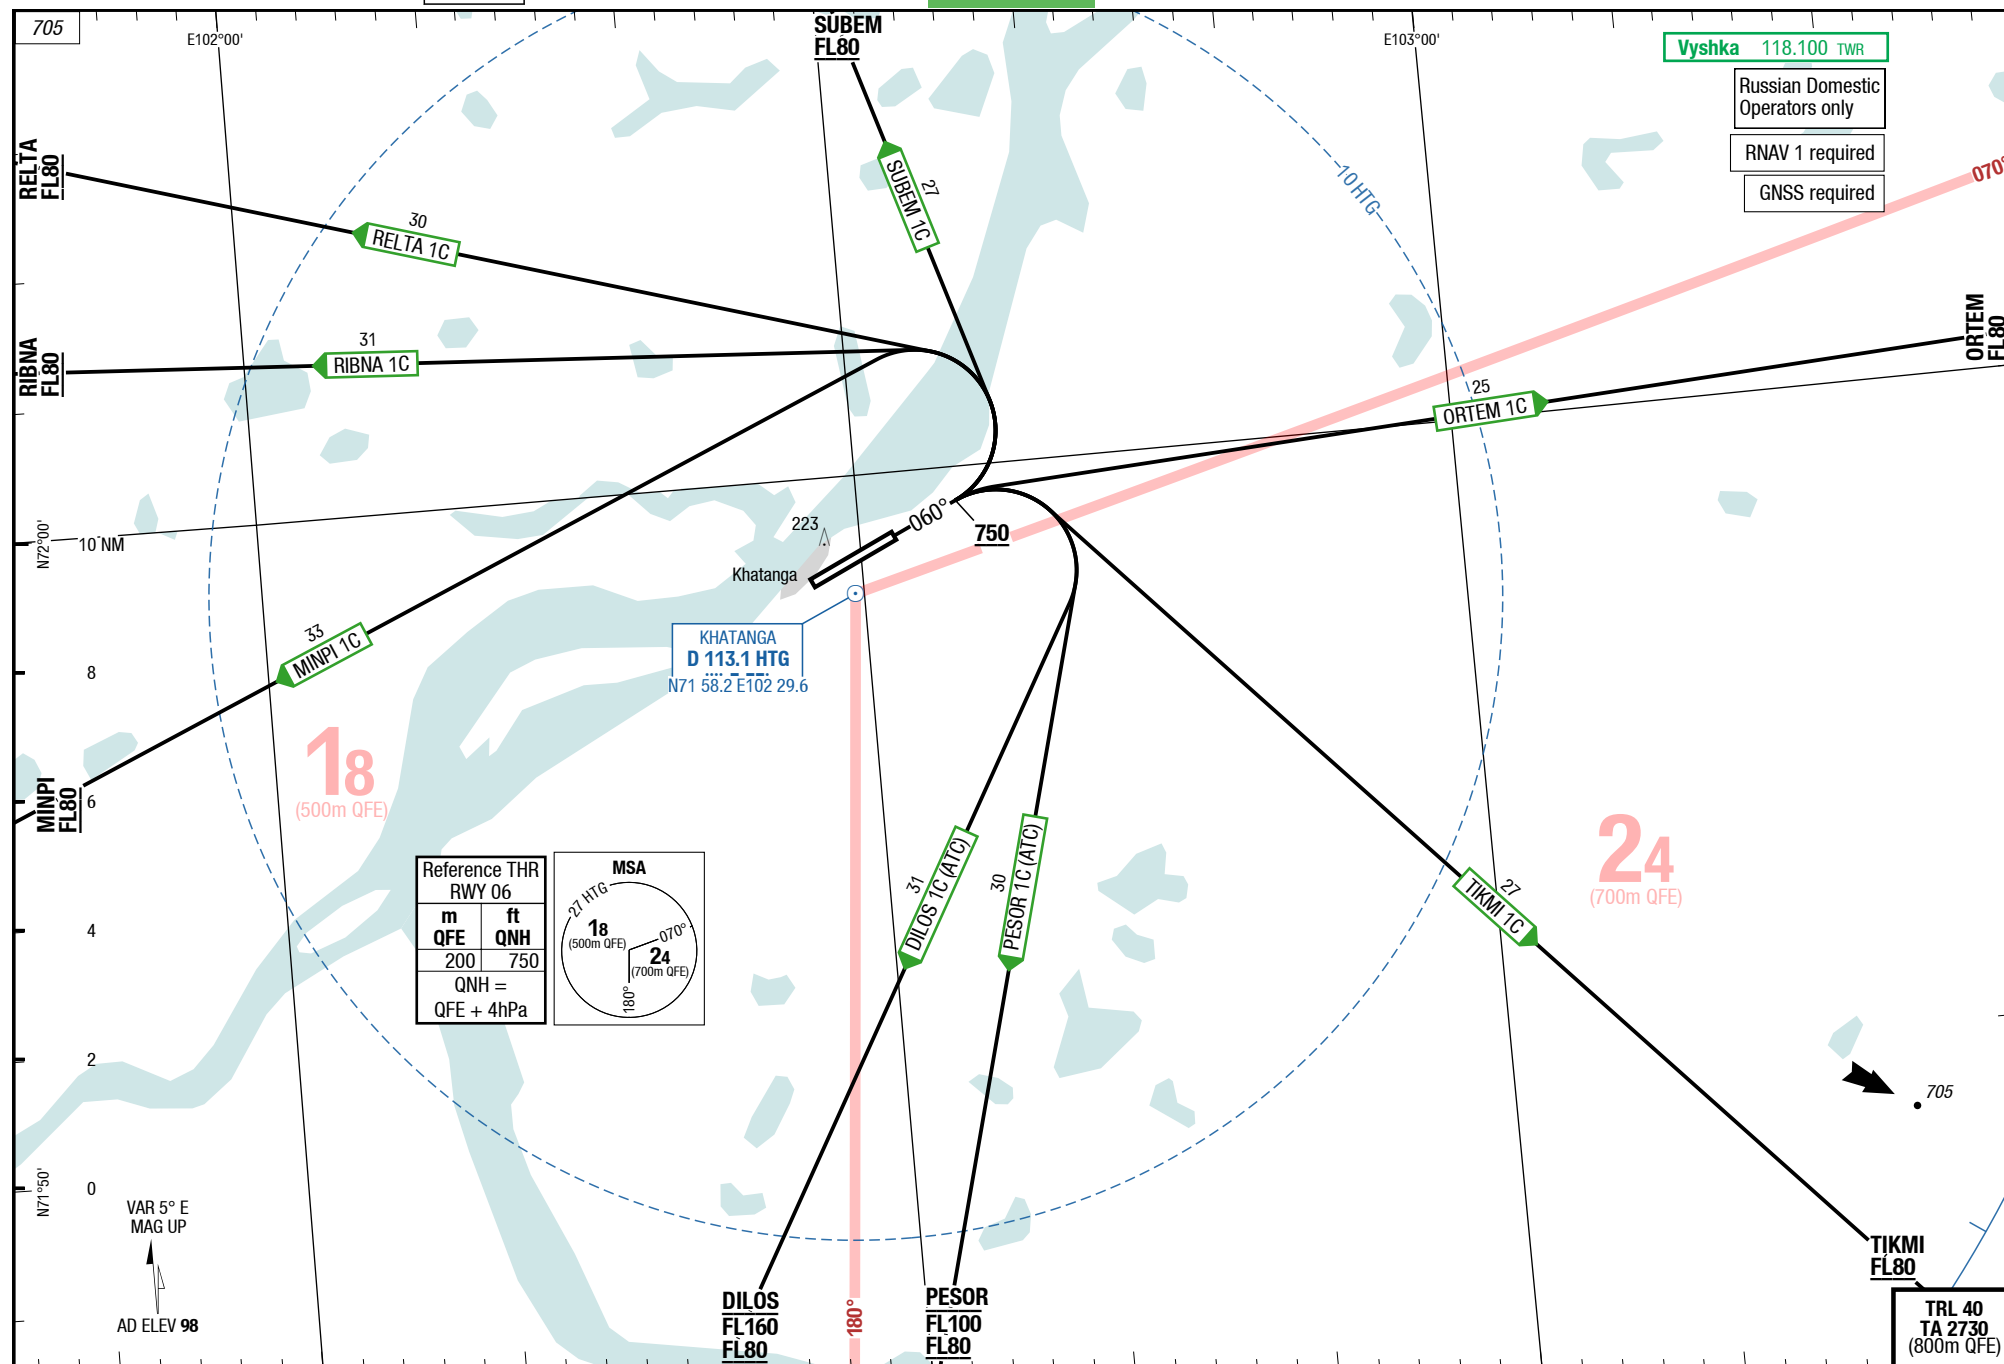 705
E102°00'
SUBEM
FL80
E103°00'
Vyshka 118.100 TWR
Russian Domestic
Operators only
RNAV 1 required
GNSS required
070°
RELTA
FL80
30
RELTA 1C
27
SUBEM 1C
10 HTG
RIBNA
FL80
31
RIBNA 1C
ORTEM
FL80
25
ORTEM 1C
060°
750
223
Khatanga
N72°00'
10 NM
KHATANGA
D 113.1 HTG
N71 58.2 E102 29.6
33
MINPI 1C
8
18
(500m QFE)
MINPI
FL80
6
24
(700m QFE)
31
DILOS 1C (ATC)
30
PESOR 1C (ATC)
27
TIKMI 1C
Reference THR
RWY 06
m ft
QFE QNH
200 750
QNH =
QFE + 4hPa
MSA
27 HTG
18
(500m QFE)
070°
24
(700m QFE)
180°
4
2
705
N71°50'
0
VAR 5° E
MAG UP
AD ELEV 98
DILOS
FL160
FL80
180°
PESOR
FL100
FL80
TIKMI
FL80
TRL 40
TA 2730
(800m QFE)